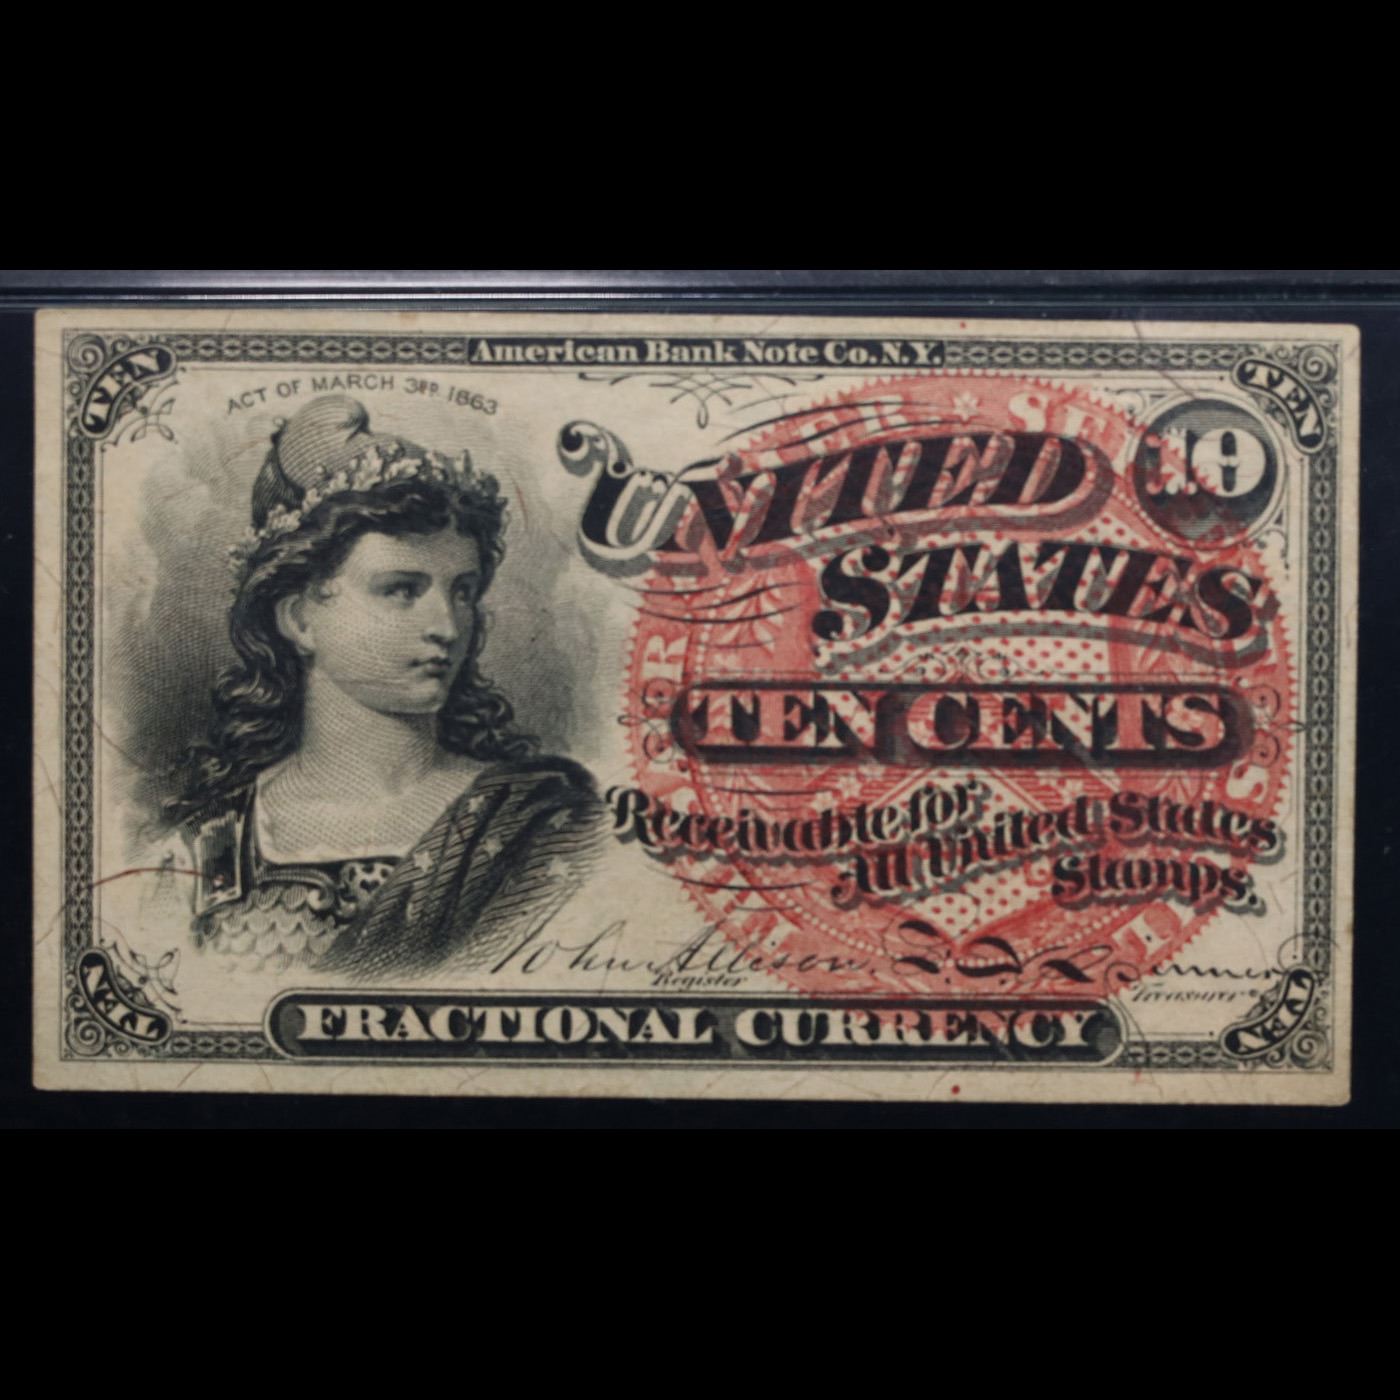 American Bank Note Co. N.Y.
TEN
TEN
ACT OF MARCH 3RD. 1863
10
UNITED
STATES
TEN CENTS
Receivable for
All United States
Stamps.
John Allison.
Register
Treasurer
TEN
TEN
FRACTIONAL CURRENCY